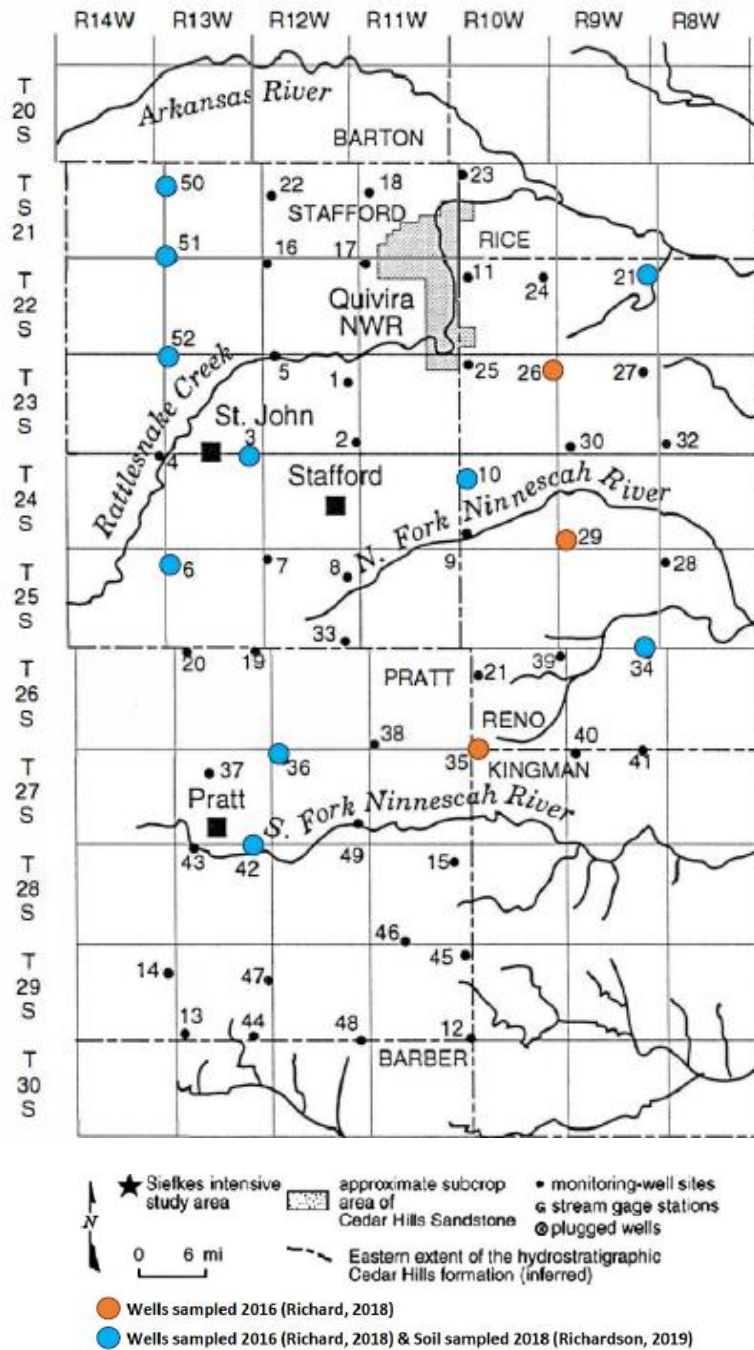 R14W R13W R12W R11W R10W R9W R8W
T
20
S
Arkansas River
BARTON
50 22 18 23
T
S
21
STAFFORD
RICE
51
16 17 11 24 21
T
22
S
Quivira
NWR
52
5 1 25 26 27
T
23
S
Rattlesnake Creek
St. John
3 2 30 32
4
Stafford
10
T
24
S
N. Fork Ninnescah River
29
6 7 8 9 28
T
25
S
33
20 19 PRATT 21 39 34
T
26
S
RENO
38 40
36 35 KINGMAN 41
T
27
S
37
Pratt
S. Fork Ninnescah River
43 42 49 15
T
28
S
46
45
14 47
T
29
S
13 44 48 12
BARBER
T
30
S
Sielkes intensive
study area
approximate subcrop
area of
Cedar Hills Sandstone
monitoring-well sites
G stream gage stations
plugged wells
N
0 6 mi
Eastern extent of the hydrostratigraphic
Cedar Hills formation (inferred)
Wells sampled 2016 (Richard, 2018)
Wells sampled 2016 (Richard, 2018) & Soil sampled 2018 (Richardson, 2019)